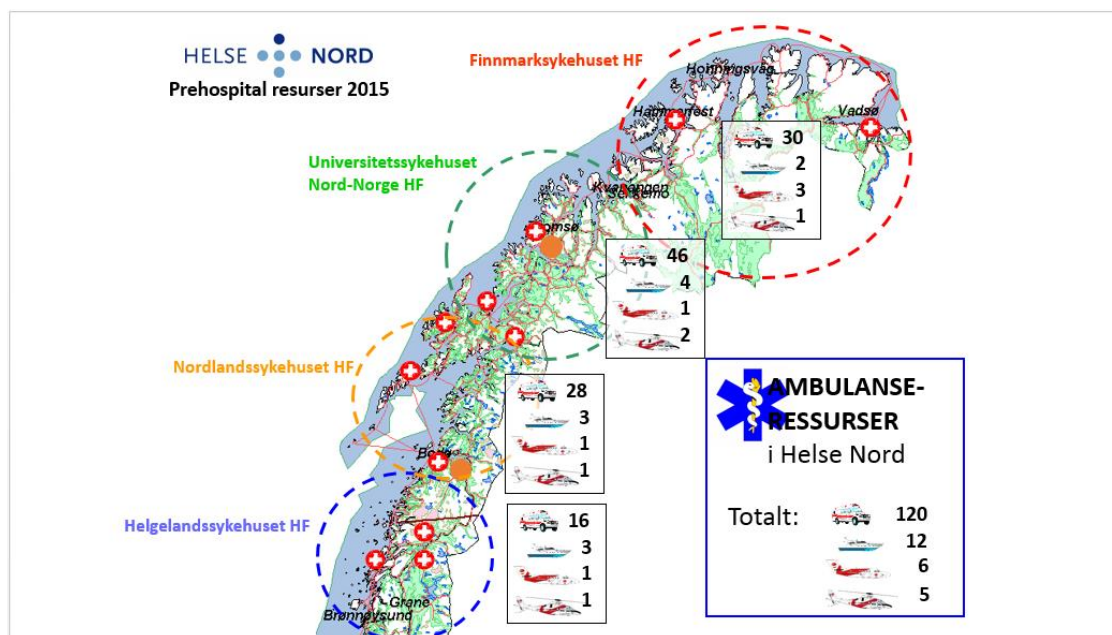 HELSE NORD
Prehospital resurser 2015
Finnmarksykehuset HF
Honningsvåg
Hammerfest
Vadsø
30
2
3
1
Universitetssykehuset
Nord-Norge HF
Kvænangen
46
4
1
2
Nordlandssykehuset HF
28
3
1
1
Bodø
Helgelandssykehuset HF
16
3
1
1
Grane
Brønnøysund
AMBULANSE-
RESSURSER
i Helse Nord
Totalt:
120
12
6
5